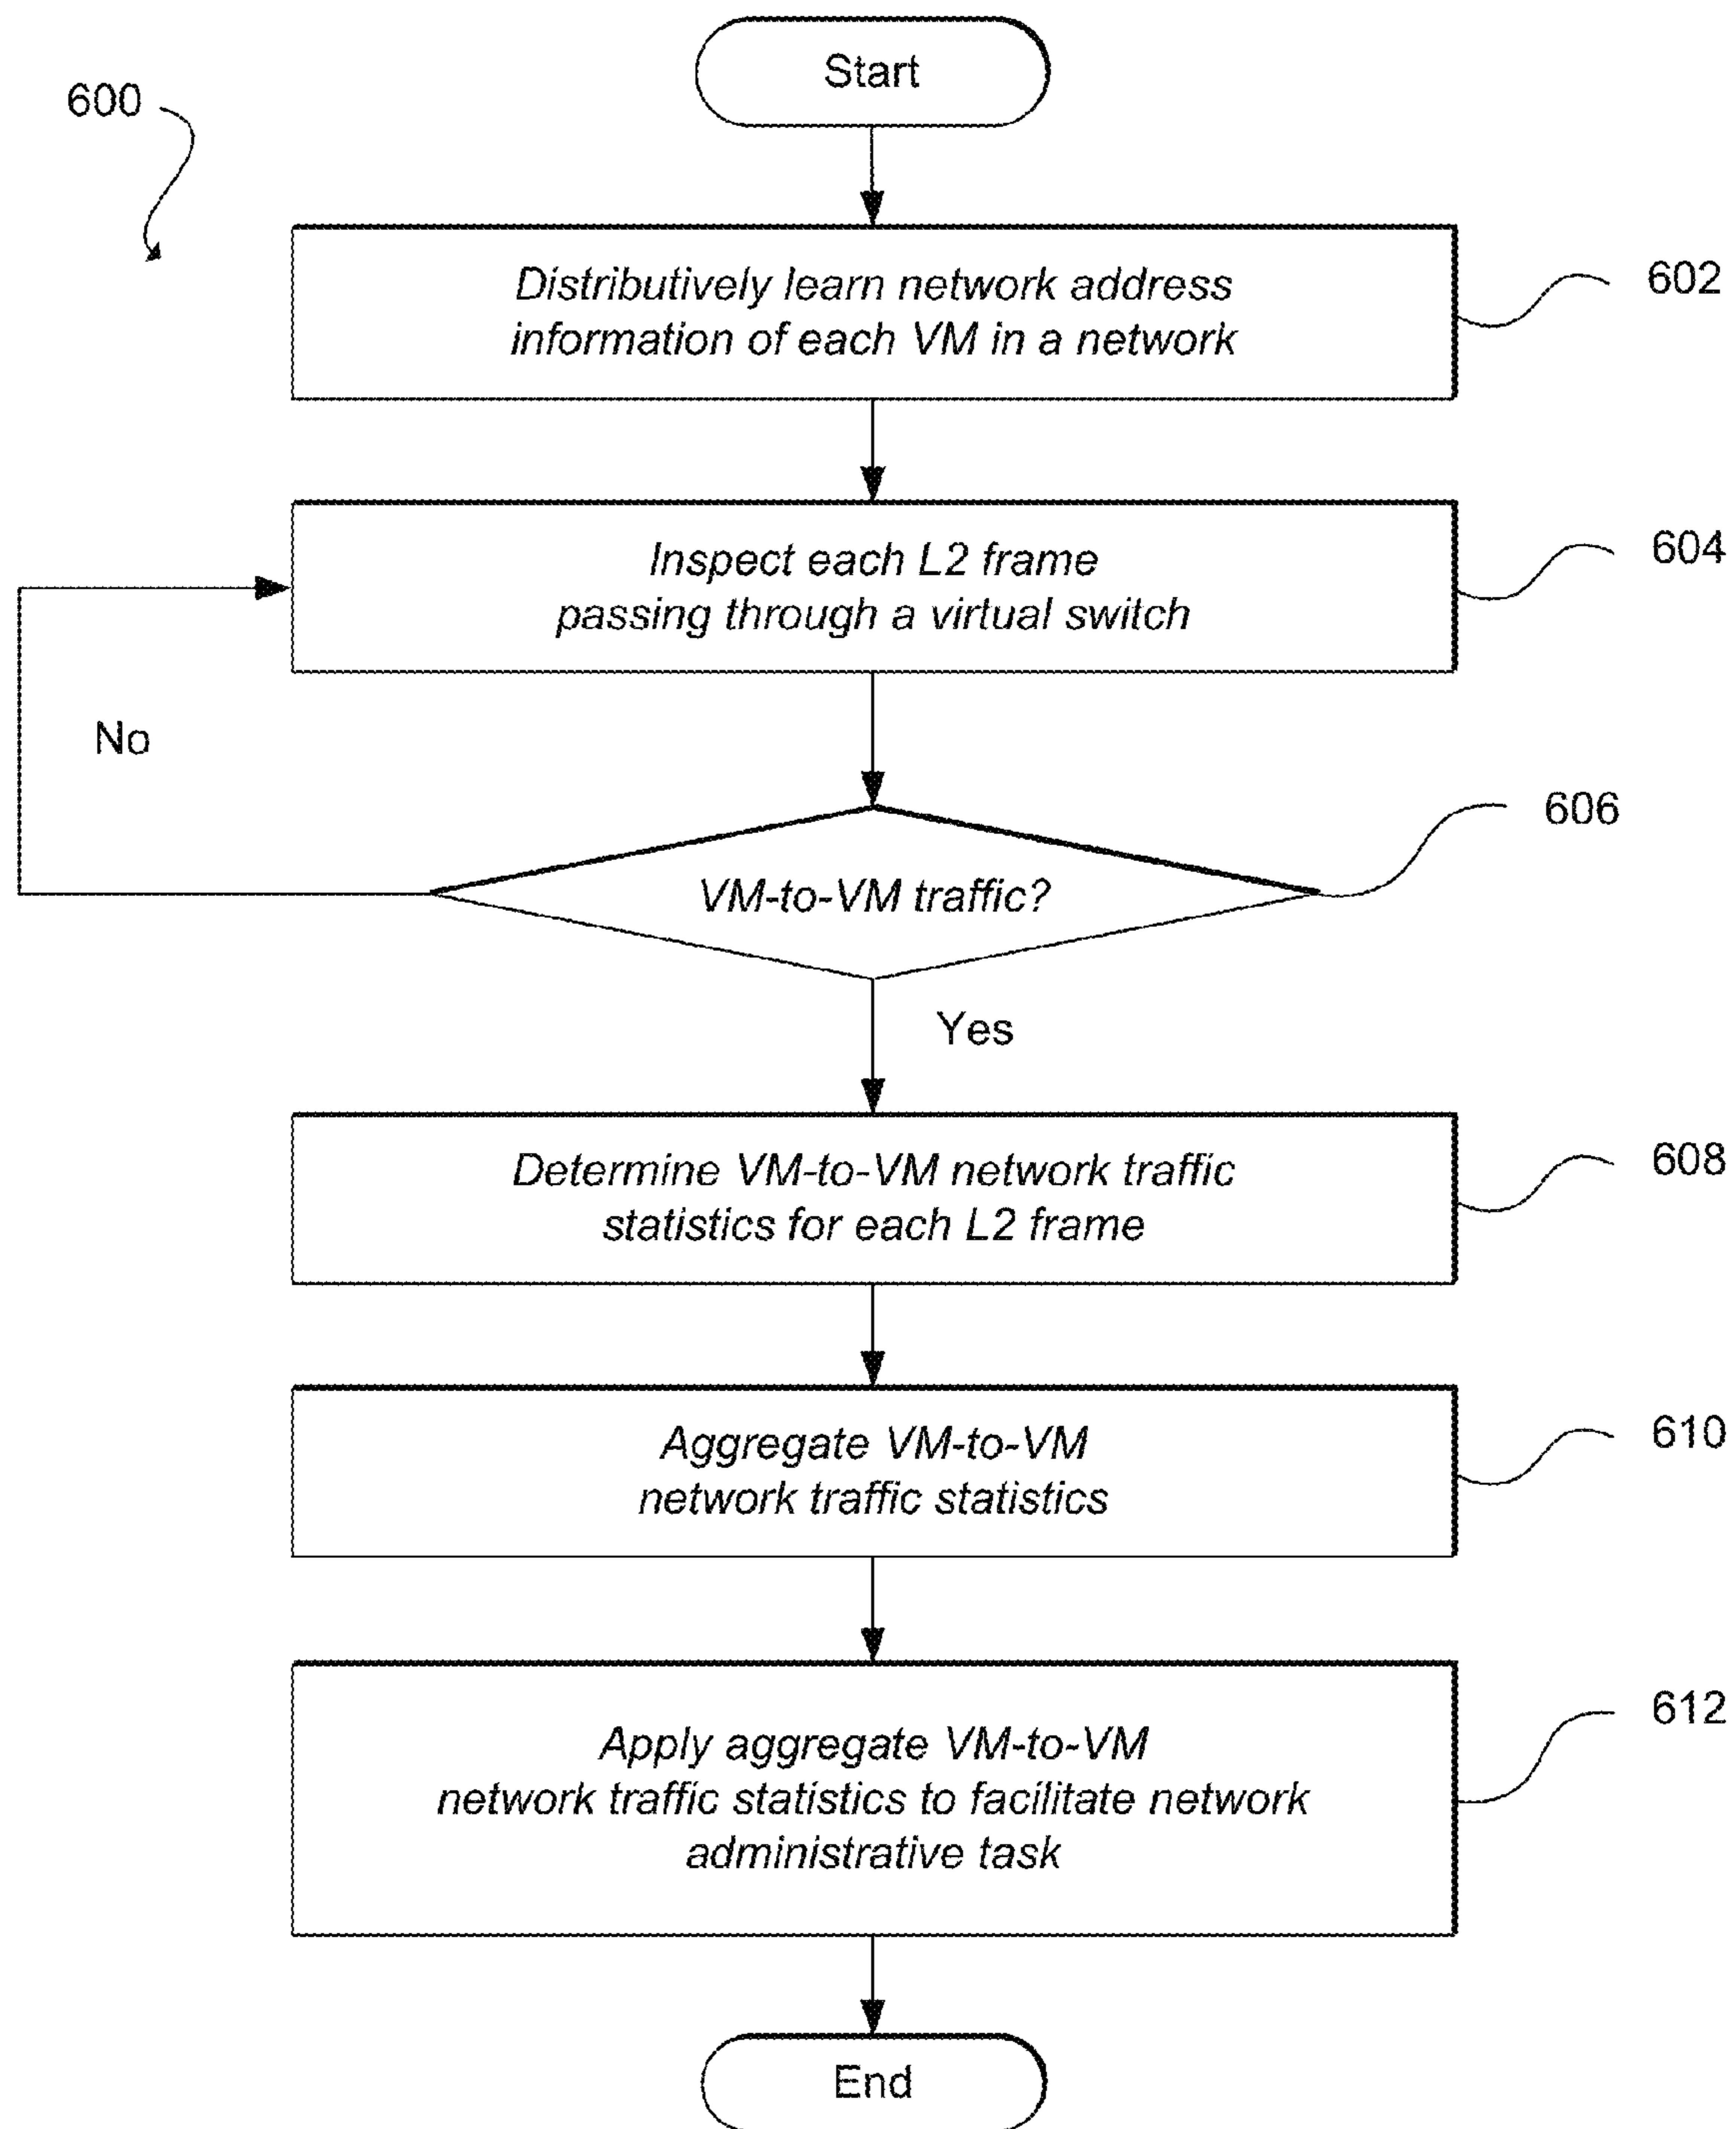 Start
600
Distributively learn network address
information of each VM in a network
602
Inspect each L2 frame
passing through a virtual switch
604
No
606
VM-to-VM traffic?
Yes
Determine VM-to-VM network traffic
statistics for each L2 frame
608
Aggregate VM-to-VM
network traffic statistics
610
Apply aggregate VM-to-VM
network traffic statistics to facilitate network
administrative task
612
End